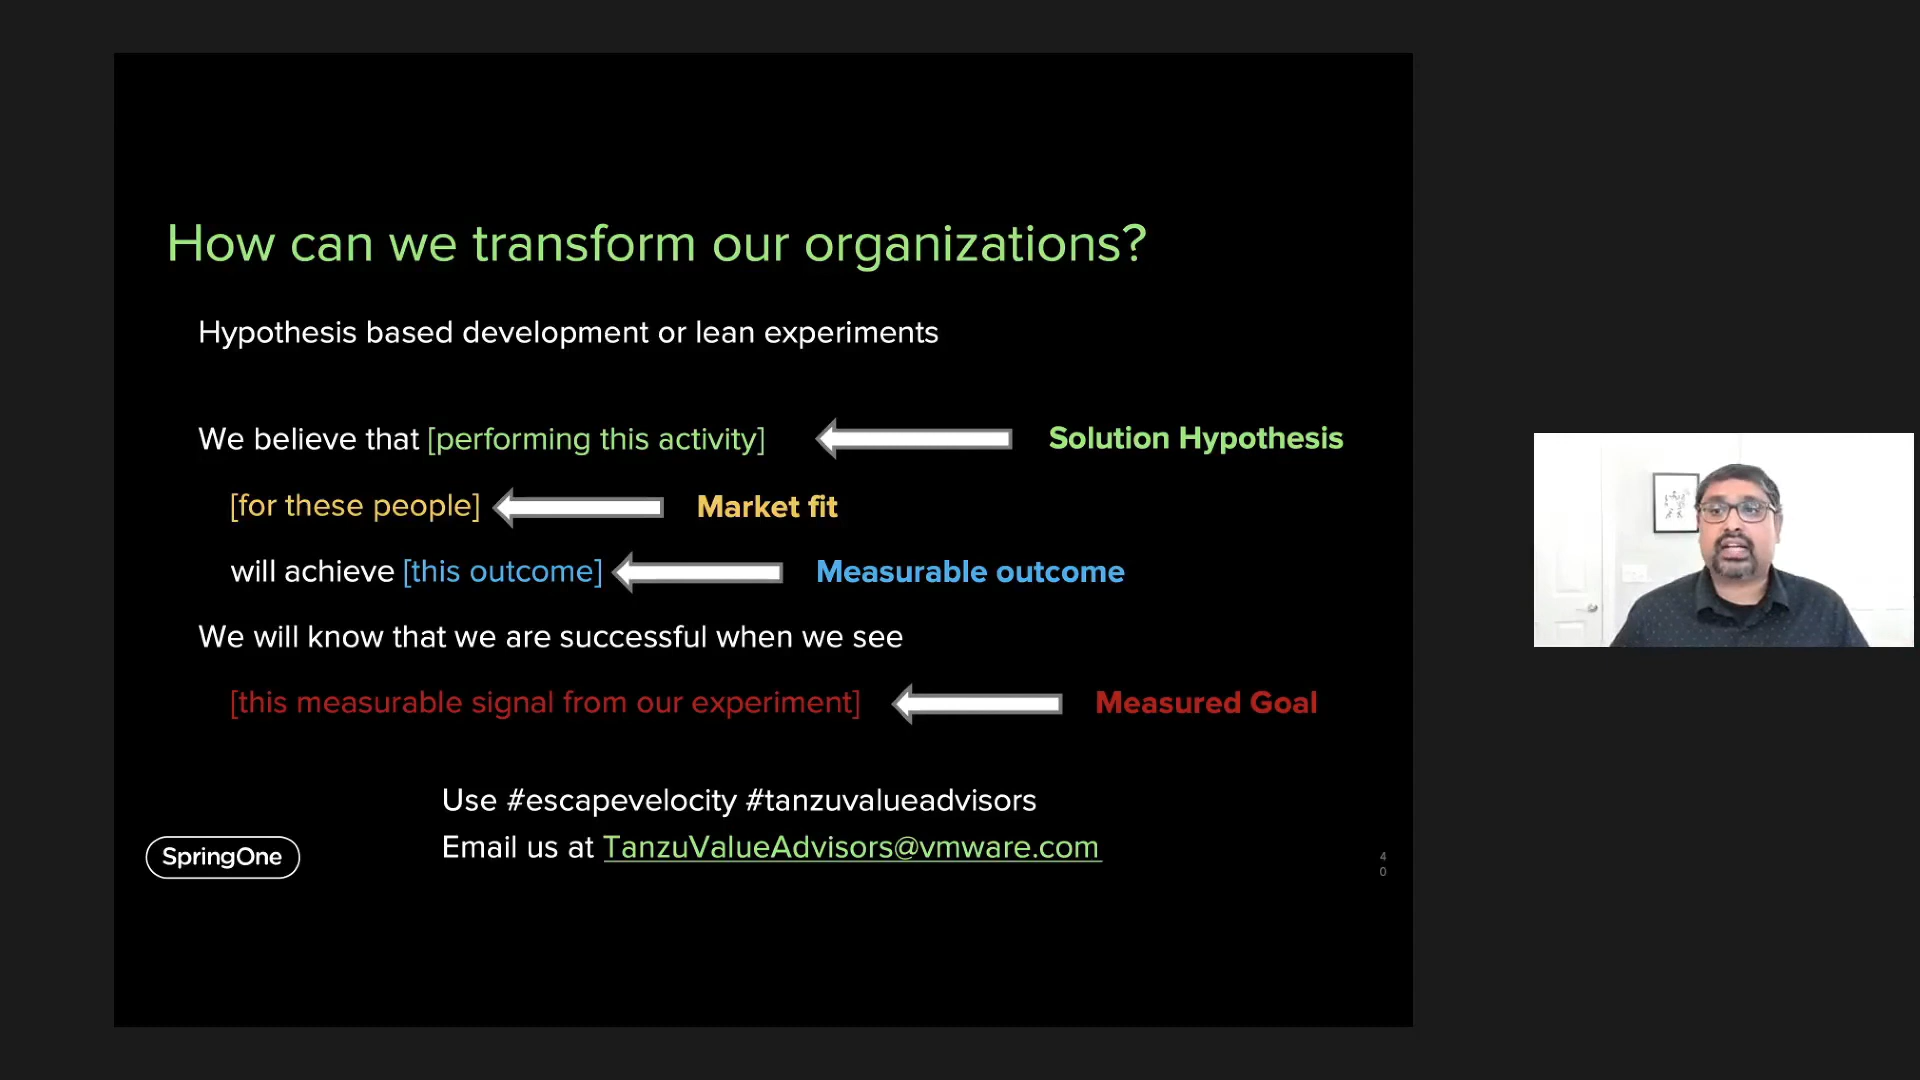 How can we transform our organizations?
Hypothesis based development or lean experiments
We believe that [performing this activity] Solution Hypothesis
[for these people] Market fit
will achieve [this outcome] Measurable outcome
We will know that we are successful when we see
[this measurable signal from our experiment] Measured Goal
Use #escapevelocity #tanzuvalueadvisors
Email us at TanzuValueAdvisors@vmware.com
SpringOne
4
0